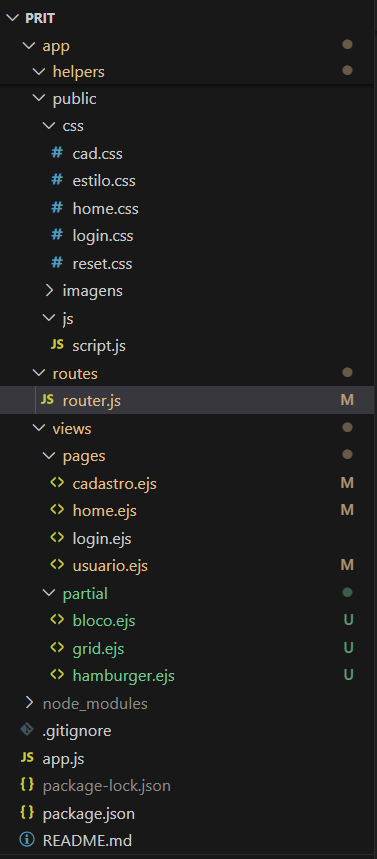 PRIT
app
helpers
public
css
# cad.css
# estilo.css
# home.css
# login.css
# reset.css
imagens
js
JS script.js
routes
JS router.js M
views
pages
<> cadastro.ejs M
<> home.ejs M
<> login.ejs
<> usuario.ejs M
partial
<> bloco.ejs U
<> grid.ejs U
<> hamburger.ejs U
node_modules
.gitignore
JS app.js
{} package-lock.json
{} package.json
README.md